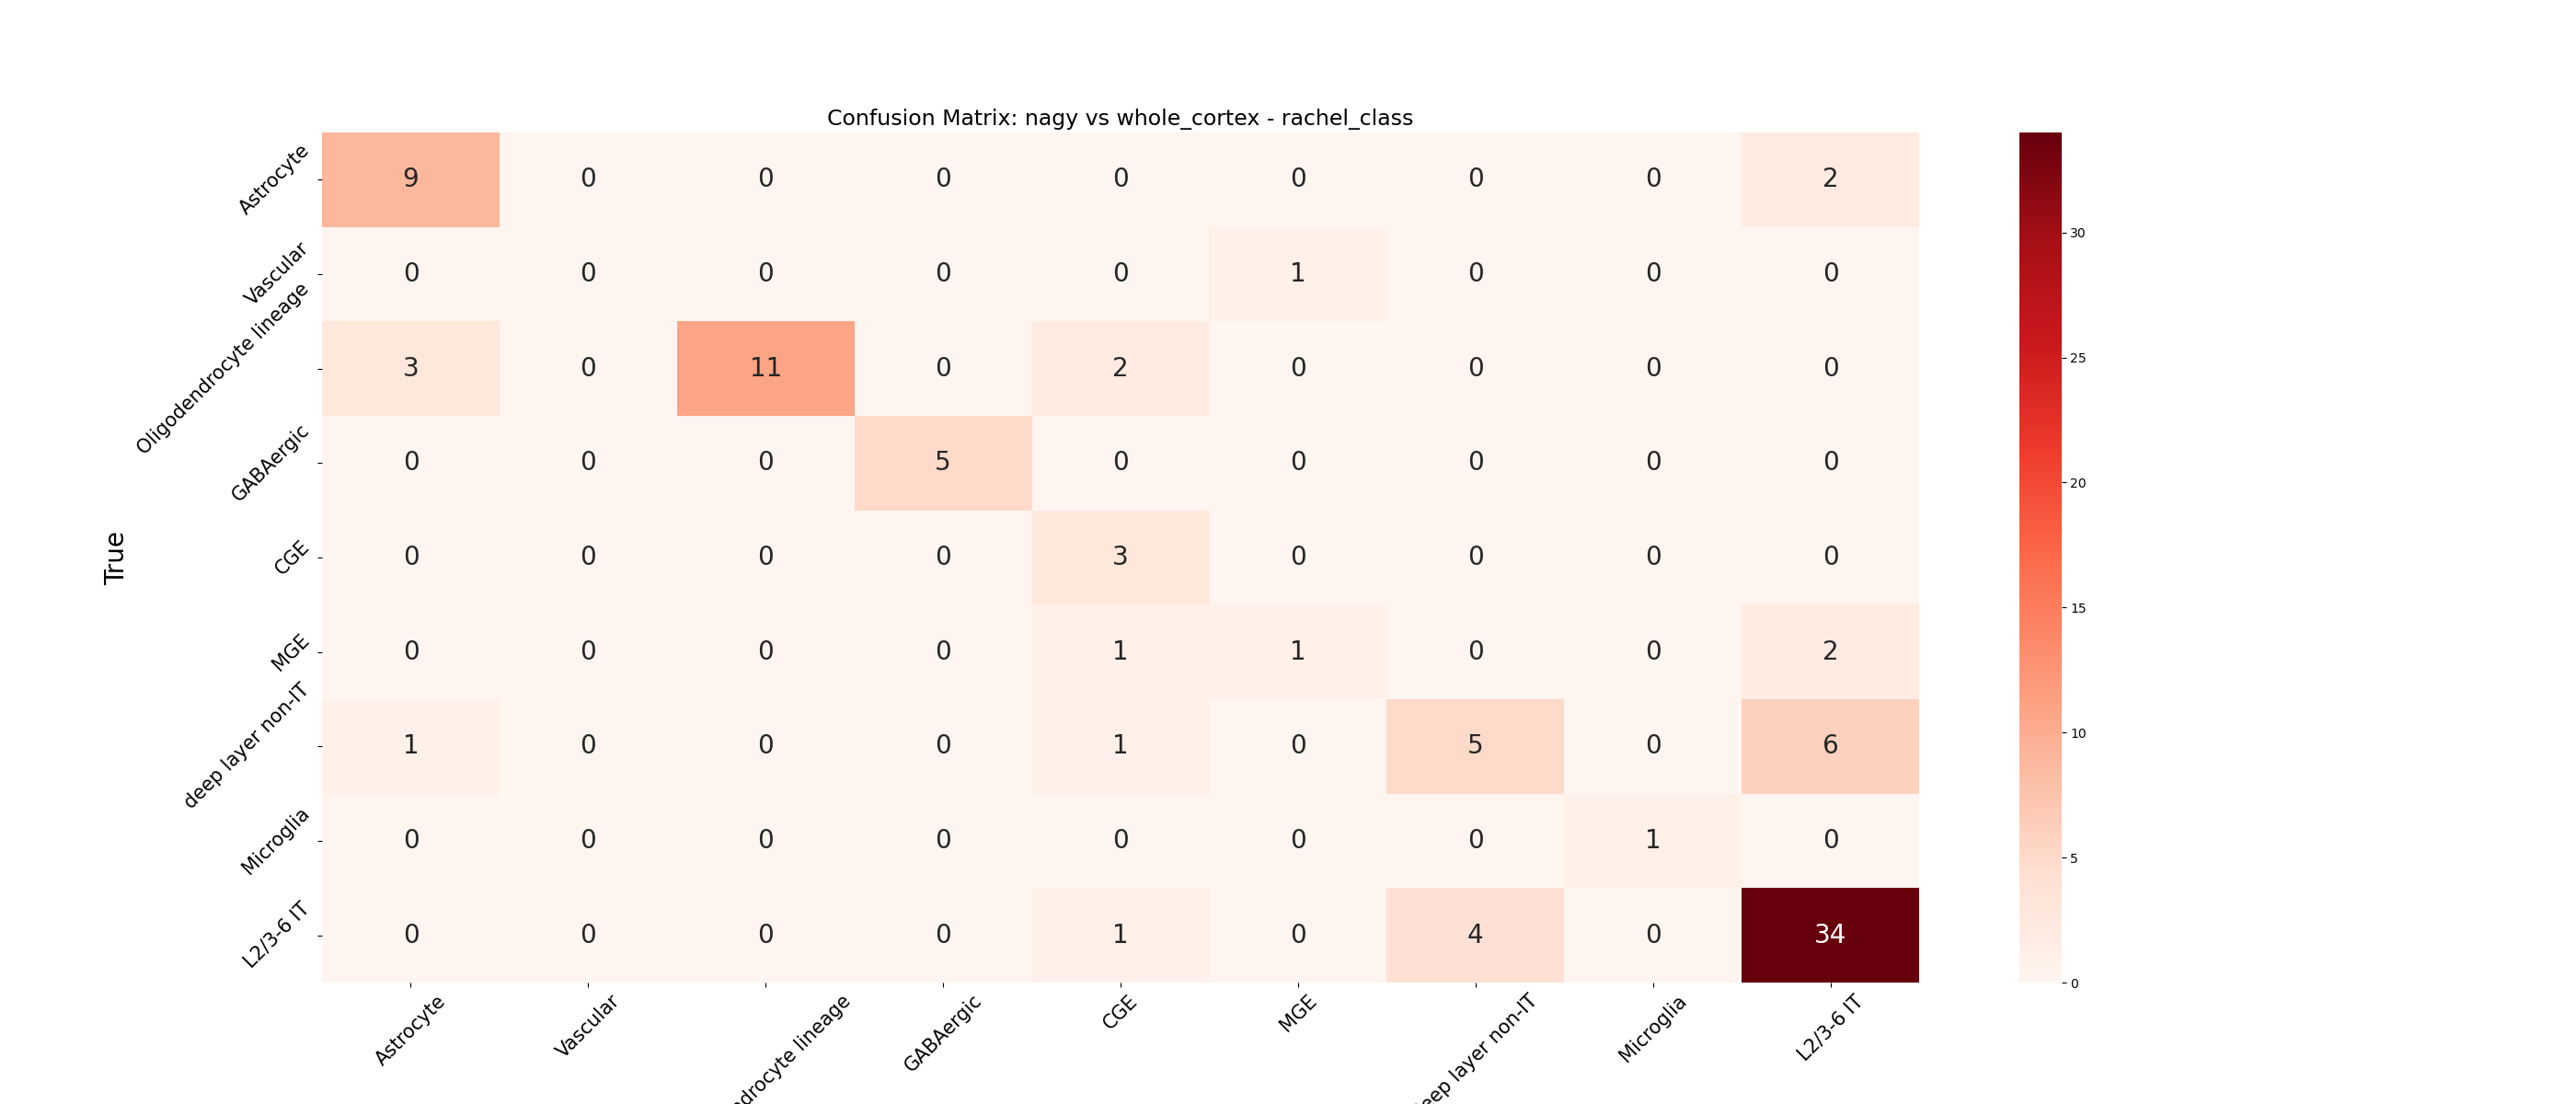 Confusion Matrix: nagy vs whole_cortex - rachel_class
True
Astrocyte 9 0 0 0 0 0 0 0 2
Vascular 0 0 0 0 0 1 0 0 0
Oligodendrocyte lineage 3 0 11 0 2 0 0 0 0
GABAergic 0 0 0 5 0 0 0 0 0
CGE 0 0 0 0 3 0 0 0 0
MGE 0 0 0 0 1 1 0 0 2
deep layer non-IT 1 0 0 0 1 0 5 0 6
Microglia 0 0 0 0 0 0 0 1 0
L2/3-6 IT 0 0 0 0 1 0 4 0 34
Astrocyte
Vascular
ndrocyte lineage
GABAergic
CGE
MGE
eep layer non-IT
Microglia
L2/3-6 IT
30
25
20
15
10
5
0